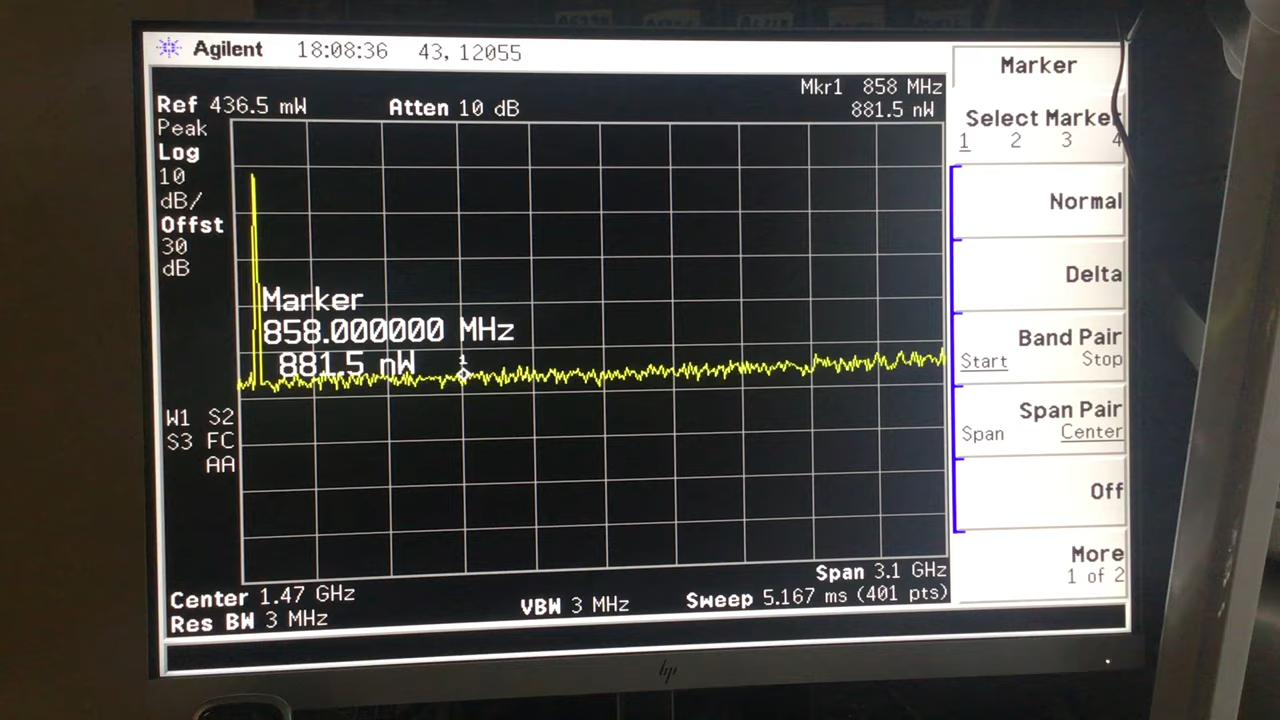 Agilent 18:08:36 43, 12055
Mkr1 858 MHz
Ref 436.5 mW Atten 10 dB 881.5 nW
Peak
Log
10
dB/
Offst
30
dB
Marker
858.000000 MHz
881.5 nW
1
W1 S2
S3 FC
AA
Center 1.47 GHz Span 3.1 GHz
Res BW 3 MHz VBW 3 MHz Sweep 5.167 ms (401 pts)
Marker
Select Marker
1 2 3 4
Normal
Delta
Band Pair
Start Stop
Span Pair
Span Center
Off
More
1 of 2
hp